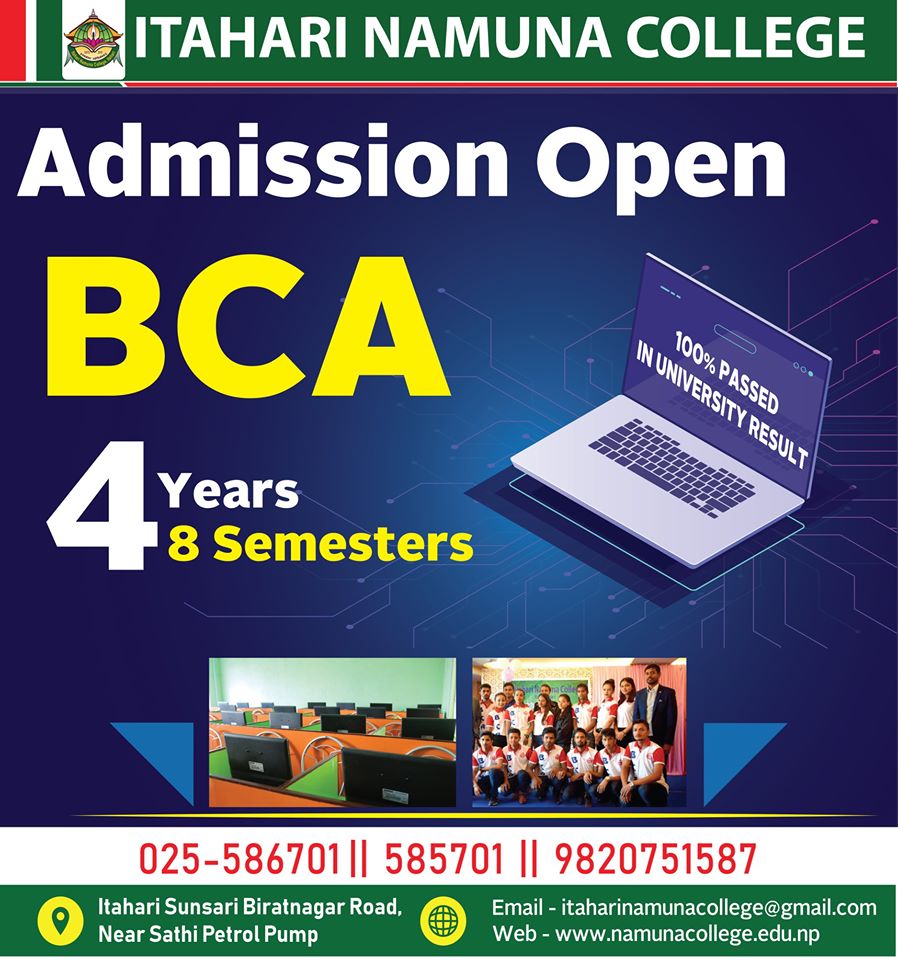 ITAHARI NAMUNA COLLEGE
Admission Open
BCA
4 Years
8 Semesters
100% PASSED
IN UNIVERSITY RESULT
025-586701 || 585701 || 9820751587
Itahari Sunsari Biratnagar Road,
Near Sathi Petrol Pump
Email - itaharinamunacollege@gmail.com
Web - www.namunacollege.edu.np